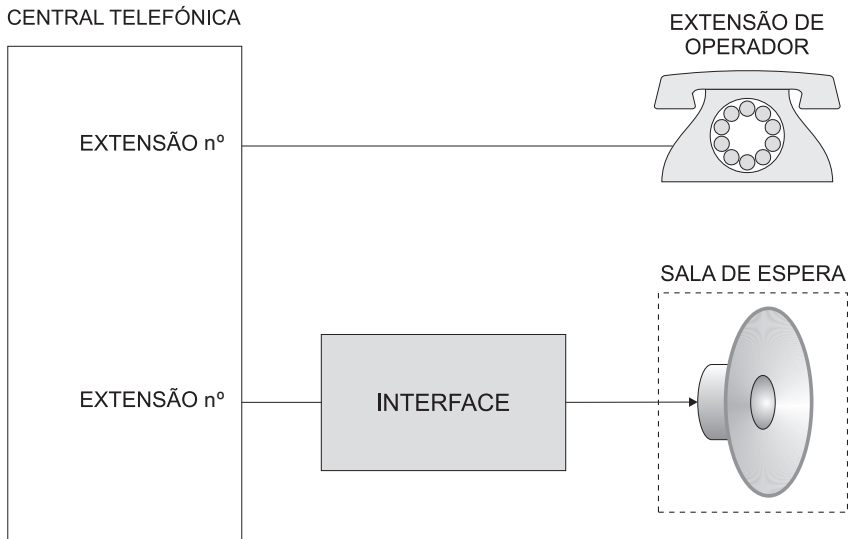 CENTRAL TELEFÓNICA
EXTENSÃO DE
OPERADOR
EXTENSÃO nº
SALA DE ESPERA
EXTENSÃO nº
INTERFACE